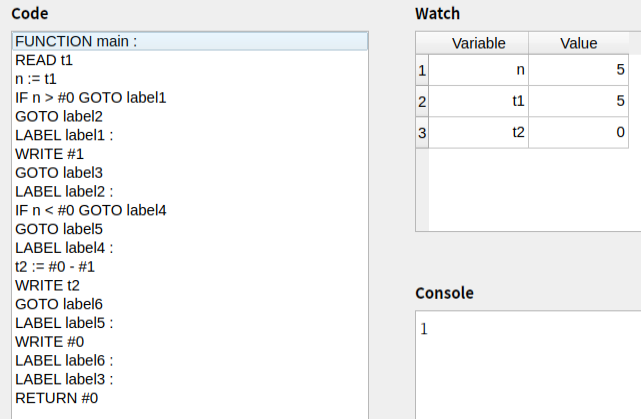 Code
FUNCTION main :
READ t1
n := t1
IF n > #0 GOTO label1
GOTO label2
LABEL label1 :
WRITE #1
GOTO label3
LABEL label2 :
IF n < #0 GOTO label4
GOTO label5
LABEL label4 :
t2 := #0 - #1
WRITE t2
GOTO label6
LABEL label5 :
WRITE #0
LABEL label6 :
LABEL label3 :
RETURN #0
Watch
Variable Value
1 n 5
2 t1 5
3 t2 0
Console
1